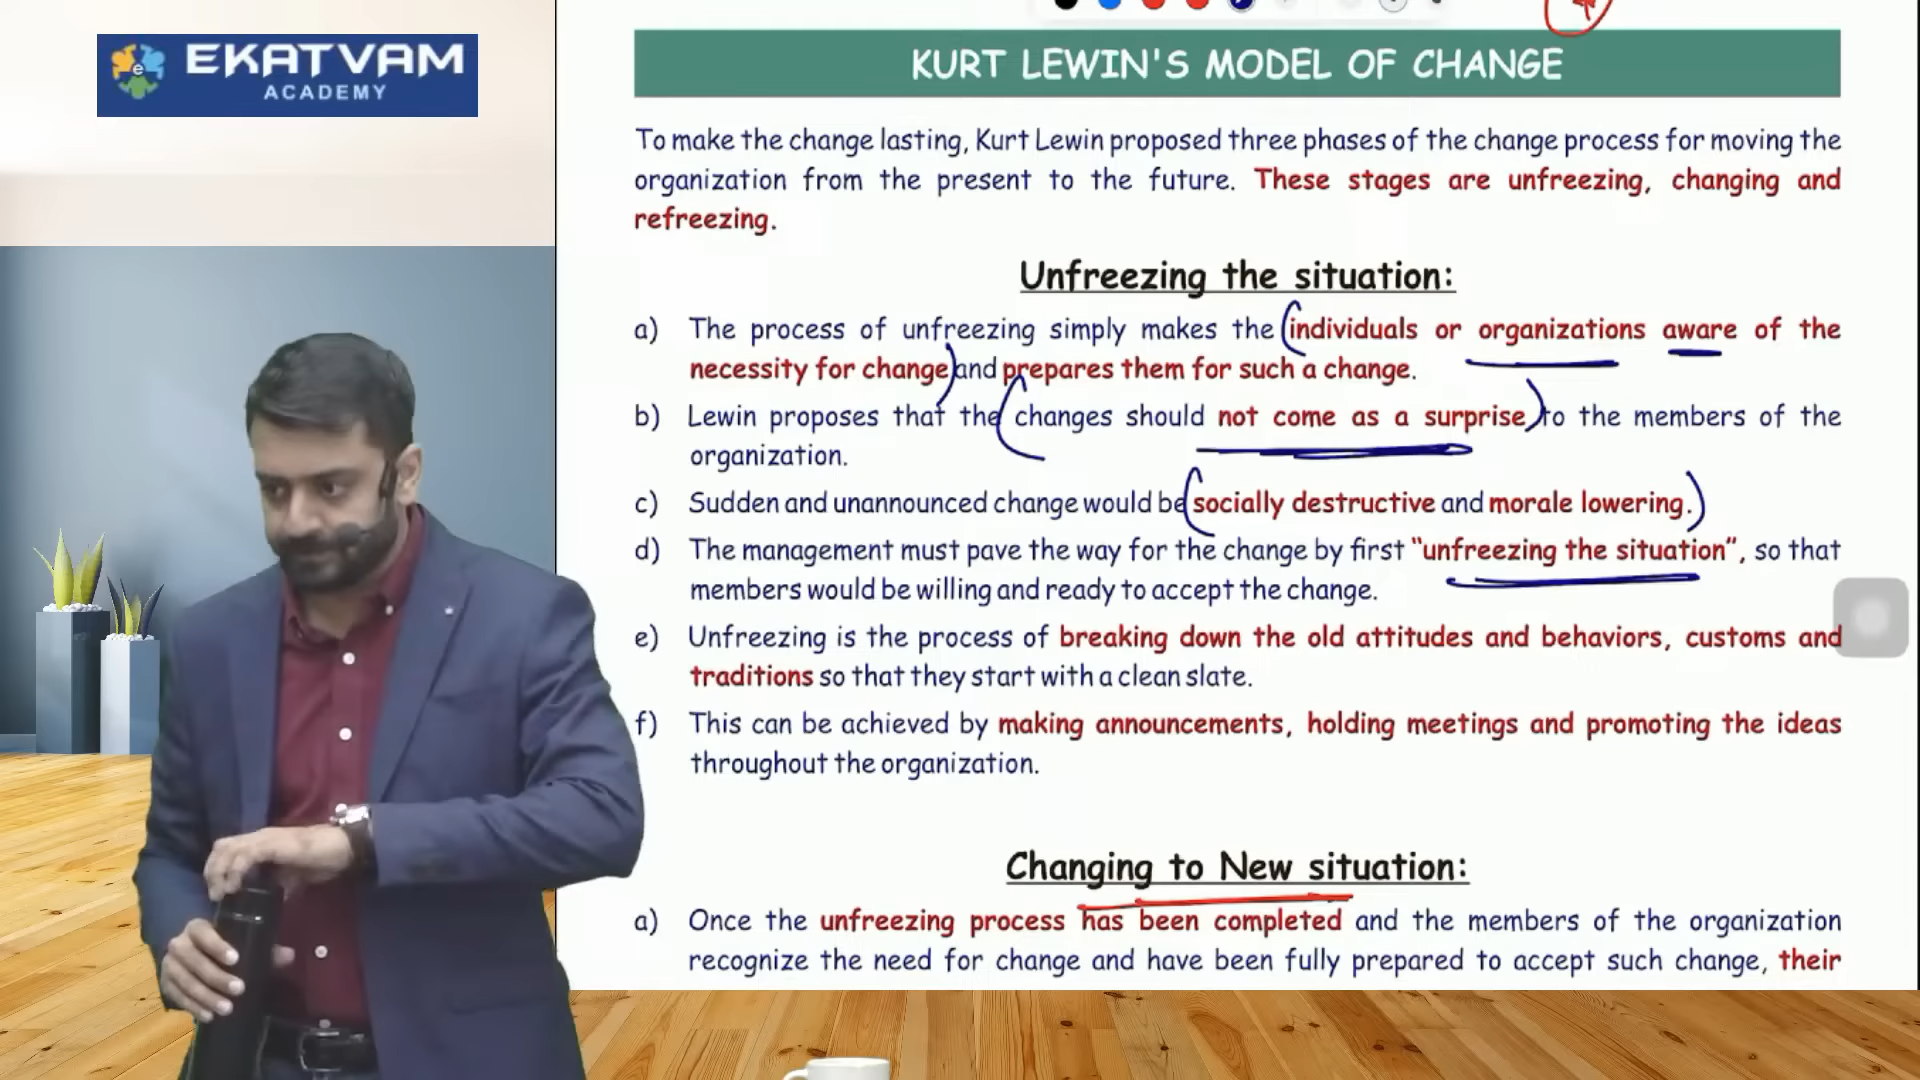 EKATVAM
ACADEMY
KURT LEWIN'S MODEL OF CHANGE
To make the change lasting, Kurt Lewin proposed three phases of the change process for moving the
organization from the present to the future. These stages are unfreezing, changing and
refreezing.
Unfreezing the situation:
a) The process of unfreezing simply makes the individuals or organizations aware of the
necessity for change and prepares them for such a change.
b) Lewin proposes that the changes should not come as a surprise to the members of the
organization.
c) Sudden and unannounced change would be socially destructive and morale lowering.
d) The management must pave the way for the change by first "unfreezing the situation", so that
members would be willing and ready to accept the change.
e) Unfreezing is the process of breaking down the old attitudes and behaviors, customs and
traditions so that they start with a clean slate.
f) This can be achieved by making announcements, holding meetings and promoting the ideas
throughout the organization.
Changing to New situation:
a) Once the unfreezing process has been completed and the members of the organization
recognize the need for change and have been fully prepared to accept such change, their